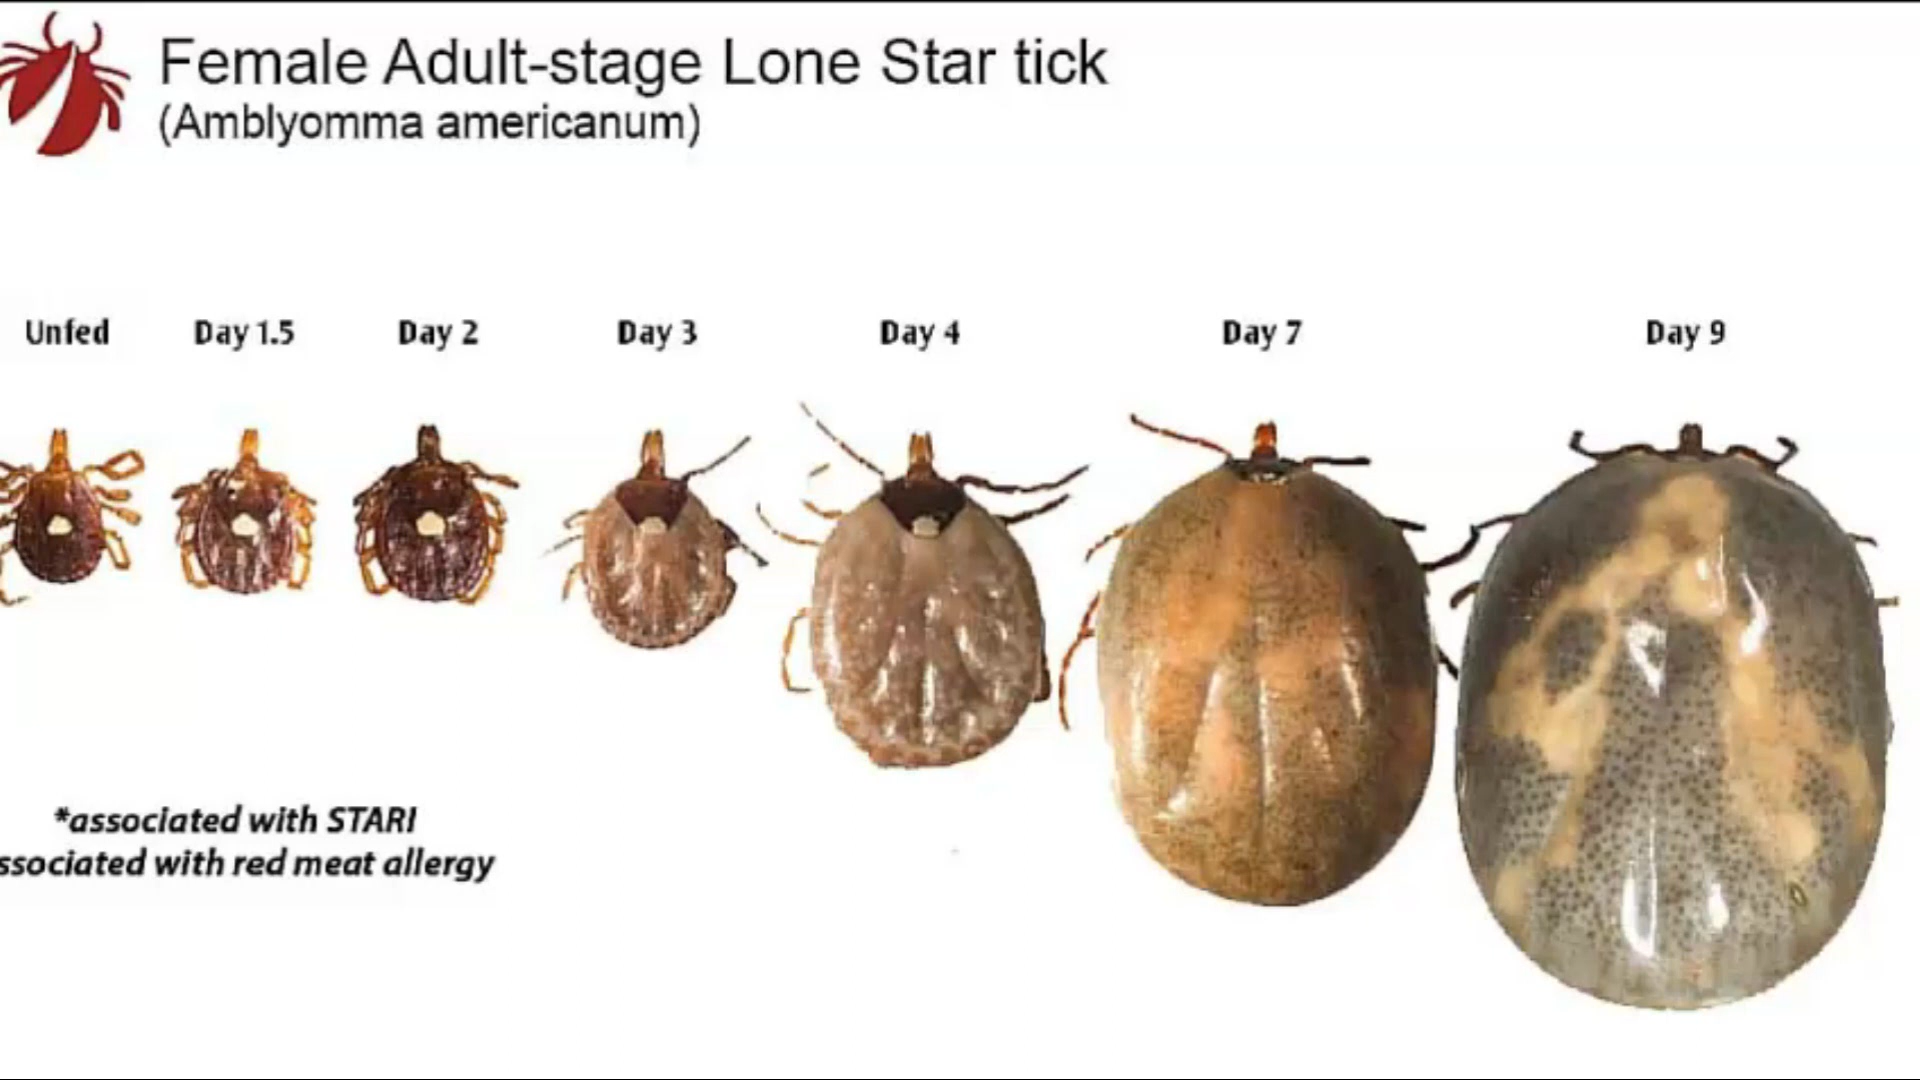 Female Adult-stage Lone Star tick
(Amblyomma americanum)
Unfed Day 1.5 Day 2 Day 3 Day 4 Day 7 Day 9
*associated with STARI
ssociated with red meat allergy